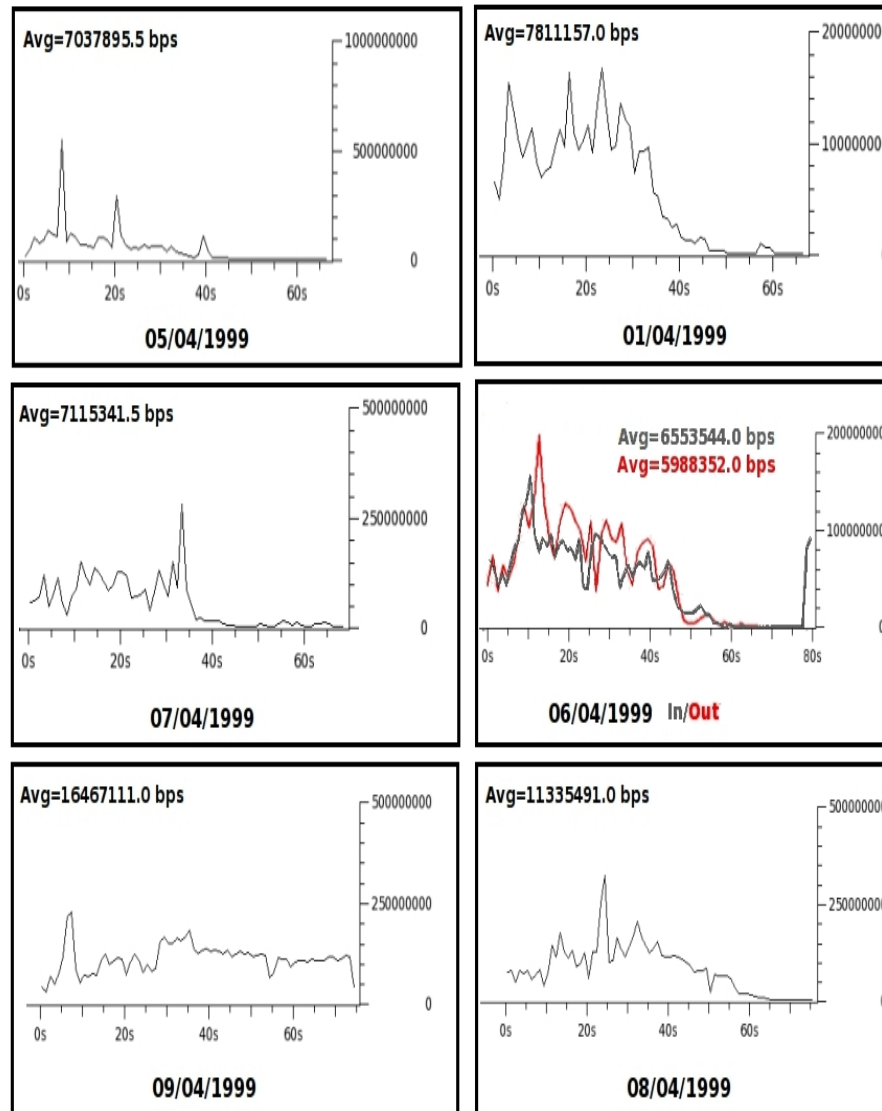 Avg=7037895.5 bps
1000000000
500000000
0
0s 20s 40s 60s
05/04/1999
Avg=7811157.0 bps
0s 20s 40s 60s
01/04/1999
Avg=7115341.5 bps
500000000
250000000
0
0s 20s 40s 60s
07/04/1999
Avg=6553544.0 bps
Avg=5988352.0 bps
0s 20s 40s 60s 80s
06/04/1999 In/Out
Avg=16467111.0 bps
500000000
250000000
0
0s 20s 40s 60s
09/04/1999
Avg=11335491.0 bps
0s 20s 40s 60s
08/04/1999